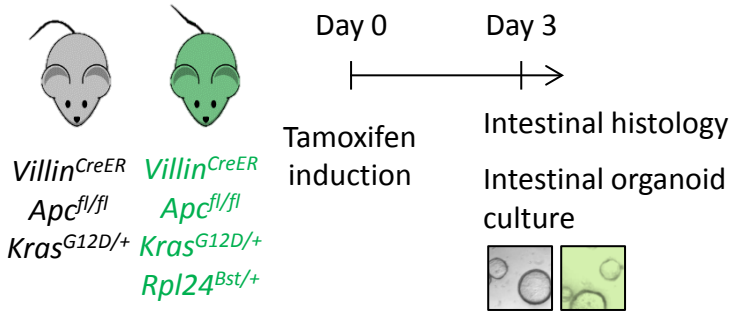 Day 0
Day 3
Tamoxifen
induction
Intestinal histology
Intestinal organoid
culture
Villin^CreER
Apc^fl/fl
Kras^G12D/+
Villin^CreER
Apc^fl/fl
Kras^G12D/+
Rpl24^Bst/+